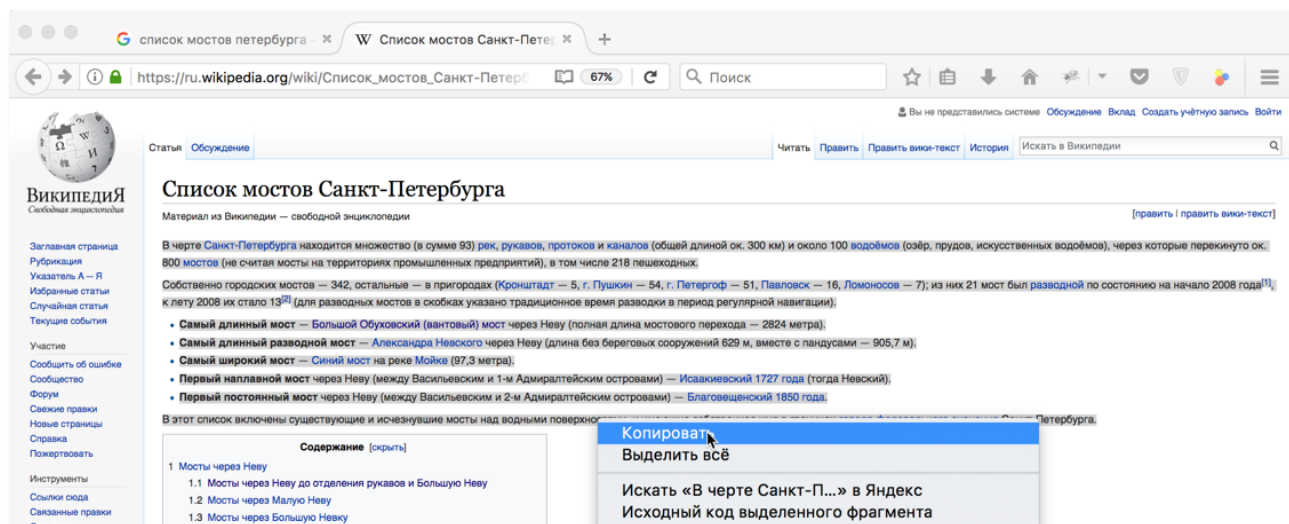 список мостов петербурга -
W Список мостов Санкт-Петер
https://ru.wikipedia.org/wiki/Список_мостов_Санкт-Петерб
67%
Поиск
Вы не представились системе Обсуждение Вклад Создать учётную запись Войти
Статья Обсуждение
Читать Править Править вики-текст История Искать в Википедии
ВикипедиЯ
Свободная энциклопедия
Список мостов Санкт-Петербурга
Материал из Википедии — свободной энциклопедии
[править | править вики-текст]
Заглавная страница
Рубрикация
Указатель А — Я
Избранные статьи
Случайная статья
Текущие события
Участие
Сообщить об ошибке
Сообщество
Форум
Свежие правки
Новые страницы
Справка
Пожертвовать
Инструменты
Ссылки сюда
Связанные правки
В черте Санкт-Петербурга находится множество (в сумме 93) рек, рукавов, протоков и каналов (общей длиной ок. 300 км) и около 100 водоёмов (озёр, прудов, искусственных водоёмов), через которые перекинуто ок.
800 мостов (не считая мосты на территориях промышленных предприятий), в том числе 218 пешеходных.
Собственно городских мостов — 342, остальные — в пригородах (Кронштадт — 5, г. Пушкин — 54, г. Петергоф — 51, Павловск — 16, Ломоносов — 7); из них 21 мост был разводной по состоянию на начало 2008 года[1],
к лету 2008 их стало 13[2] (для разводных мостов в скобках указано традиционное время разводки в период регулярной навигации).
• Самый длинный мост — Большой Обуховский (вантовый) мост через Неву (полная длина мостового перехода — 2824 метра).
• Самый длинный разводной мост — Александра Невского через Неву (длина без береговых сооружений 629 м, вместе с пандусами — 905,7 м).
• Самый широкий мост — Синий мост на реке Мойке (97,3 метра).
• Первый наплавной мост через Неву (между Васильевским и 1-м Адмиралтейским островами) — Исаакиевский 1727 года (тогда Невский).
• Первый постоянный мост через Неву (между Васильевским и 2-м Адмиралтейским островами) — Благовещенский 1850 года.
В этот список включены существующие и исчезнувшие мосты над водными Петербурга.
Содержание [скрыть]
1 Мосты через Неву
1.1 Мосты через Неву до отделения рукавов и Большую Неву
1.2 Мосты через Малую Неву
1.3 Мосты через Большую Невку
Копировать
Выделить всё
Искать «В черте Санкт-П...» в Яндекс
Исходный код выделенного фрагмента